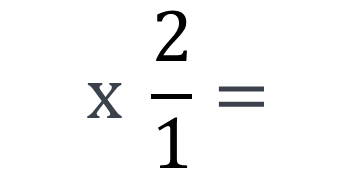 x 2/1 =